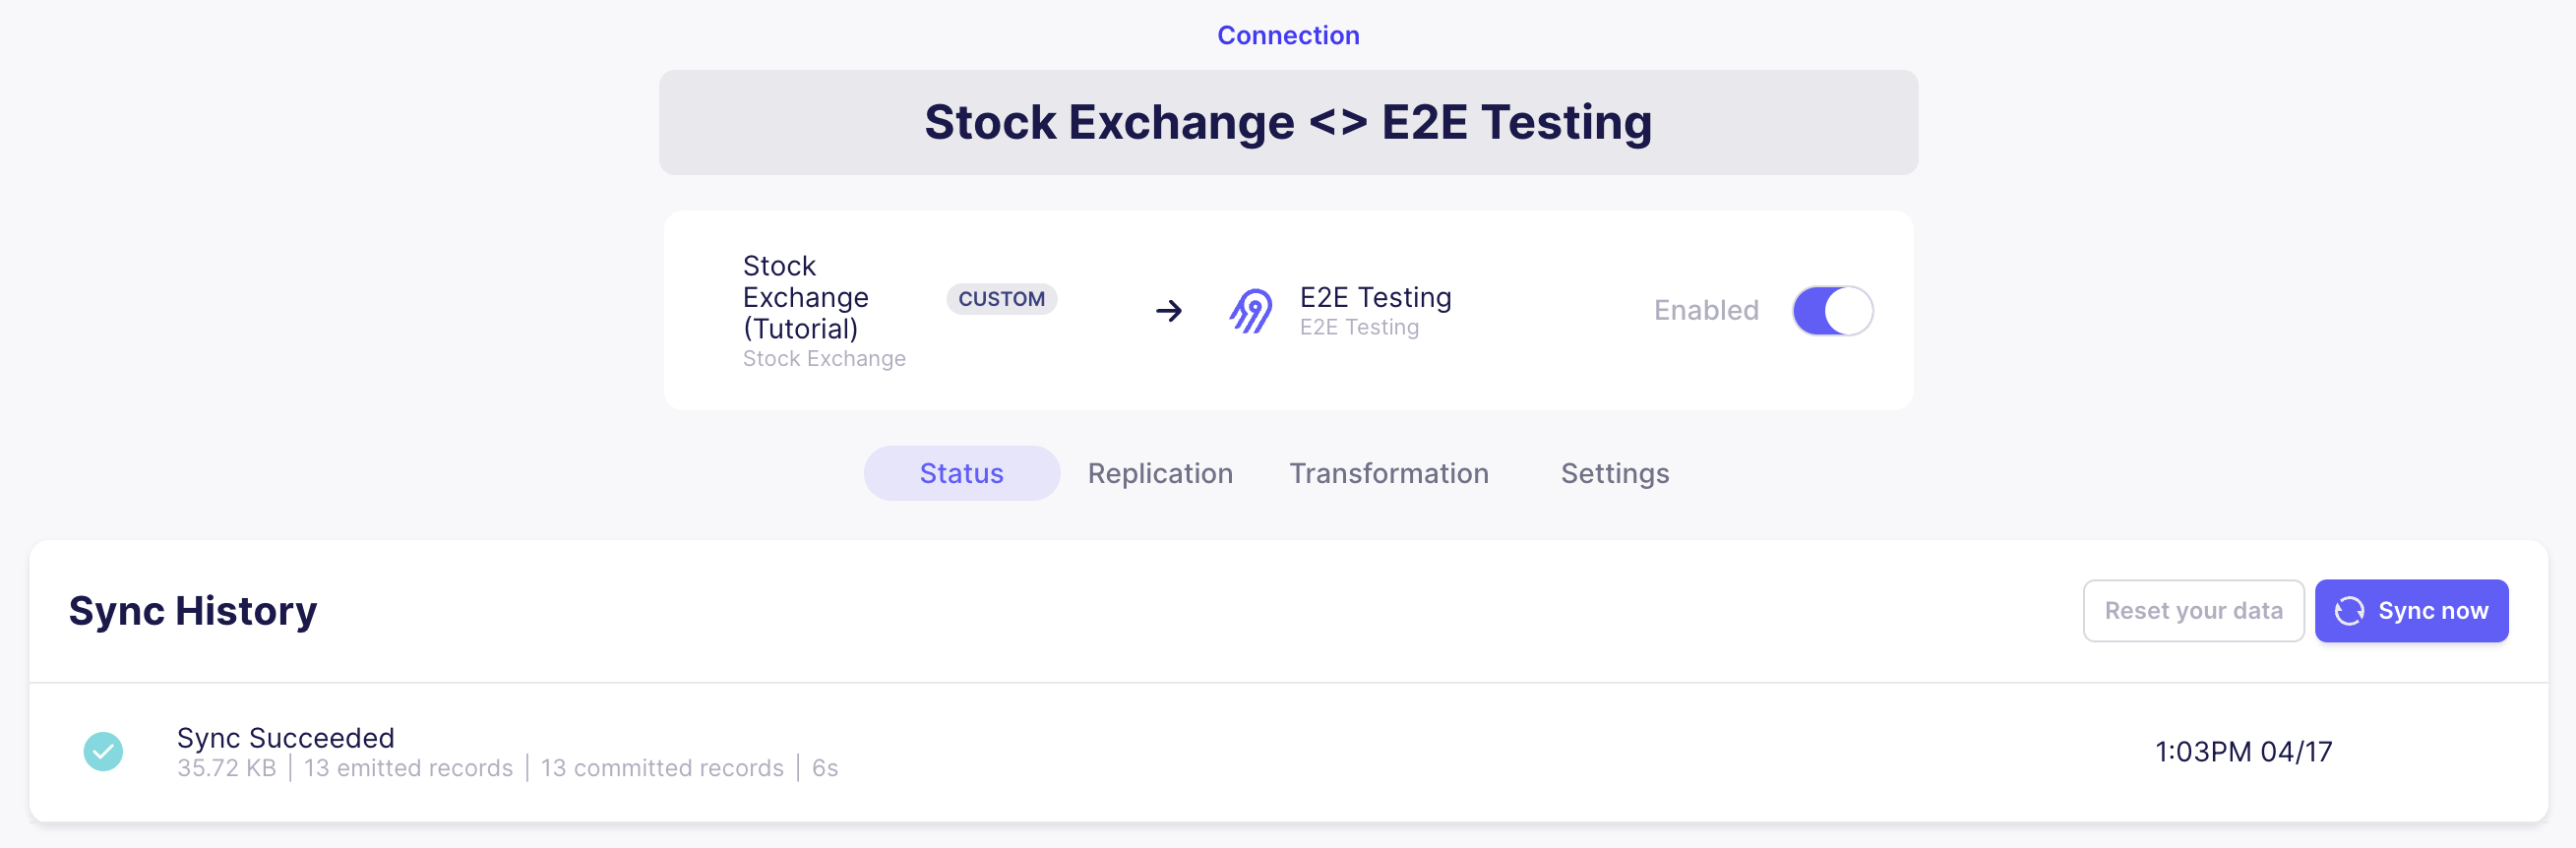 Connection
Stock Exchange <> E2E Testing
Stock
Exchange
(Tutorial)
Stock Exchange
CUSTOM
E2E Testing
E2E Testing
Enabled
Status Replication Transformation Settings
Sync History
Reset your data
Sync now
Sync Succeeded
35.72 KB | 13 emitted records | 13 committed records | 6s
1:03PM 04/17